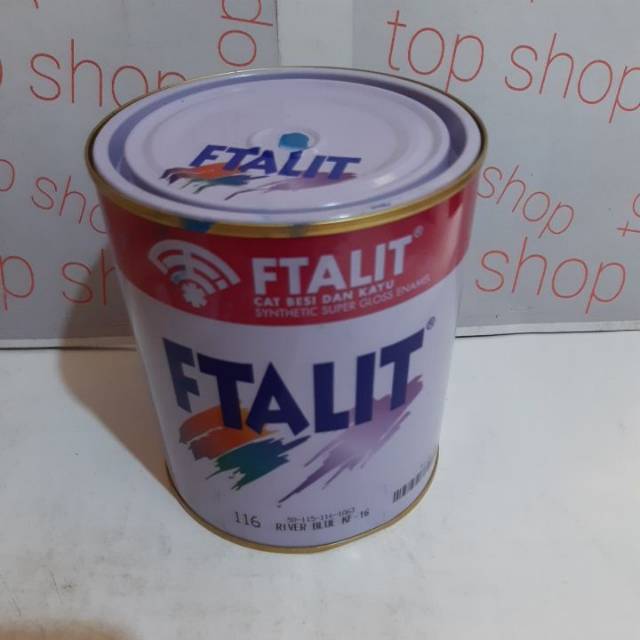 top shop
shop
top shop
top shop
shop
FTALIT
FTALIT®
CAT BESI DAN KAYU
SYNTHETIC SUPER GLOSS ENAMEL
FTALIT®
116
RIVER BLUE